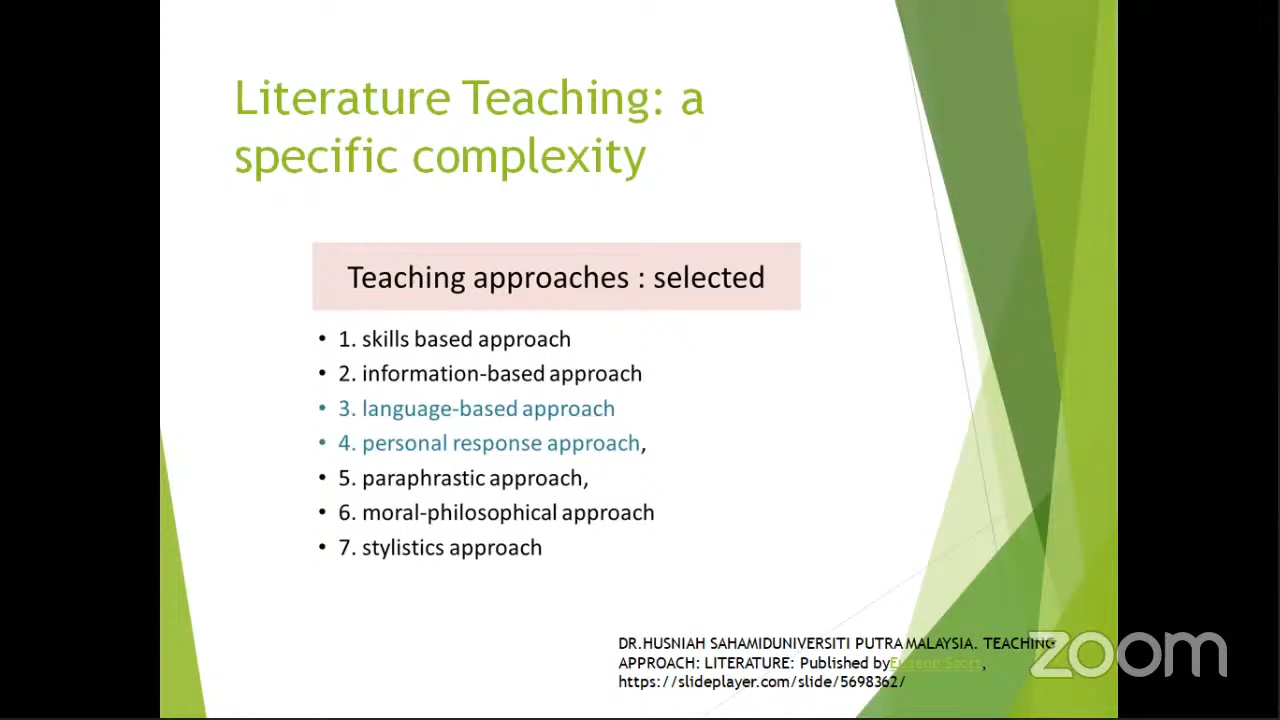 Literature Teaching: a
specific complexity
Teaching approaches : selected
• 1. skills based approach
• 2. information-based approach
• 3. language-based approach
• 4. personal response approach,
• 5. paraphrastic approach,
• 6. moral-philosophical approach
• 7. stylistics approach
DR.HUSNIAH SAHAMIDUNIVERSITI PUTRA MALAYSIA. TEACHING
APPROACH: LITERATURE: Published by Eugene Scott,
https://slideplayer.com/slide/5698362/
zoom